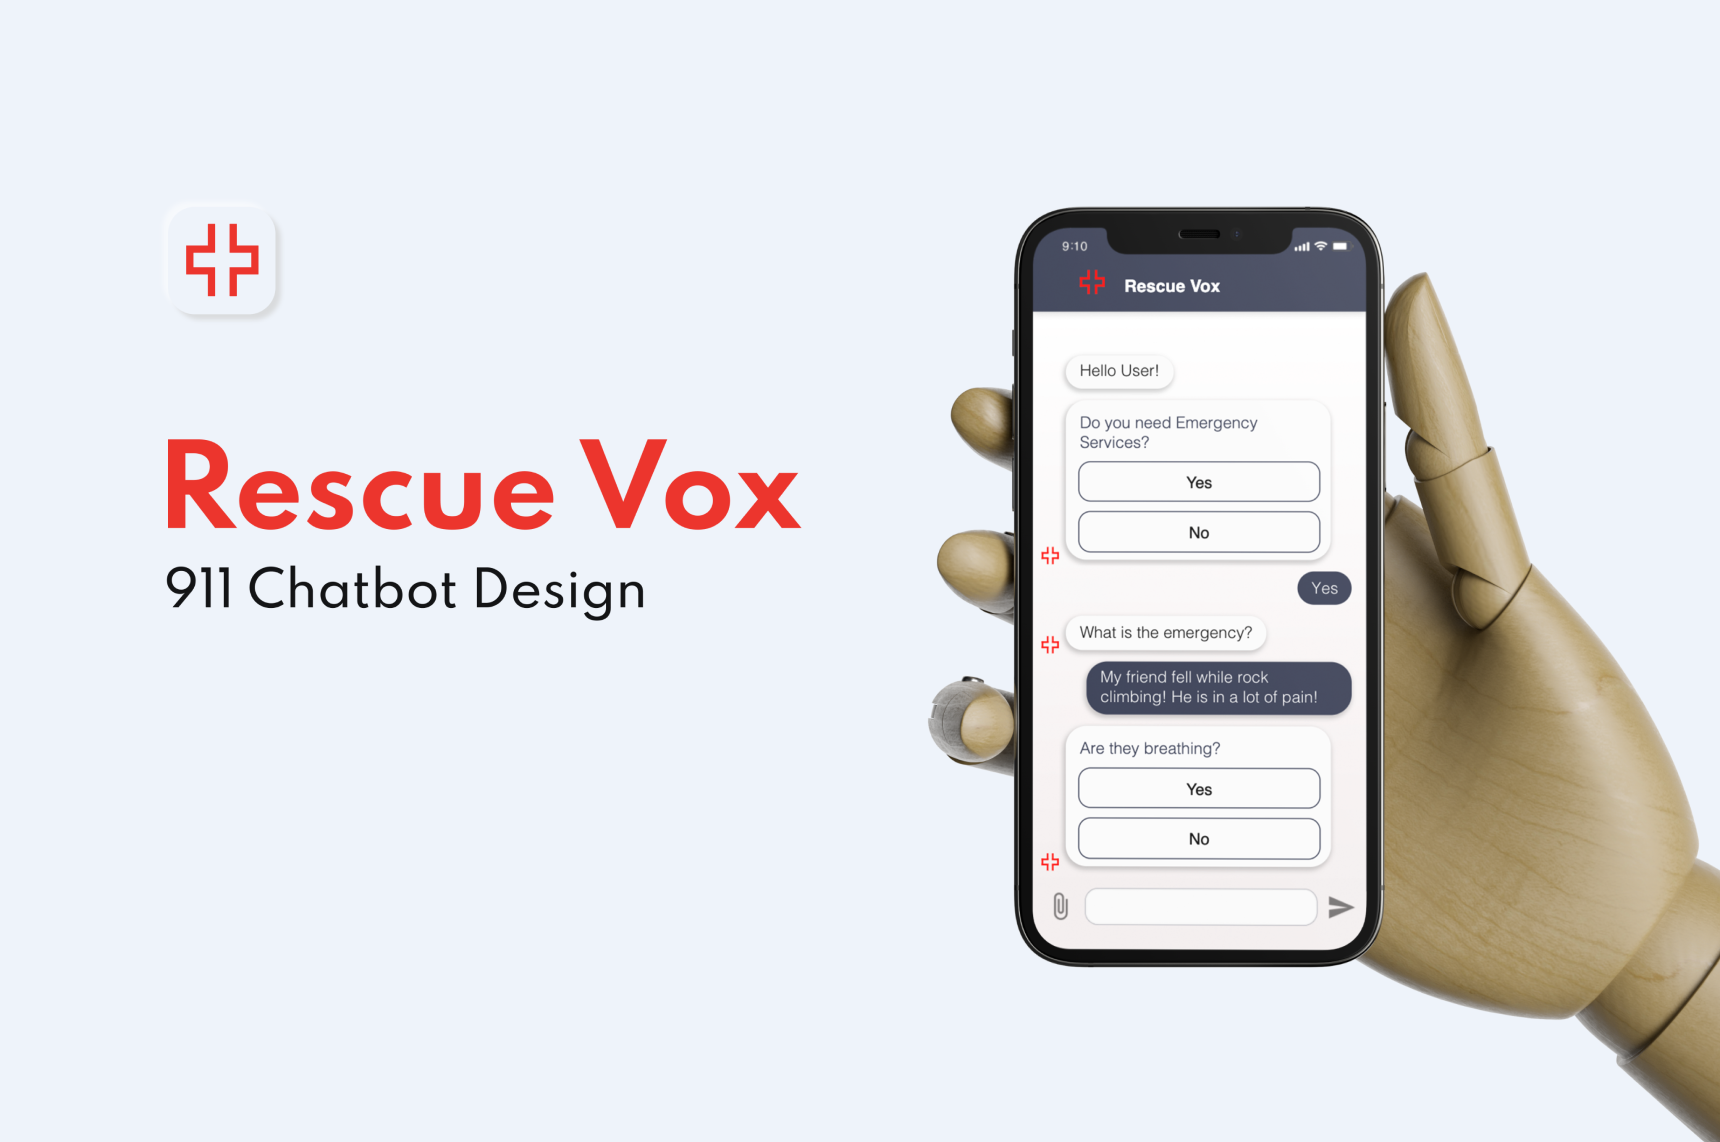 Rescue Vox
911 Chatbot Design
9:10
Rescue Vox
Hello User!
Do you need Emergency
Services?
Yes
No
Yes
What is the emergency?
My friend fell while rock
climbing! He is in a lot of pain!
Are they breathing?
Yes
No